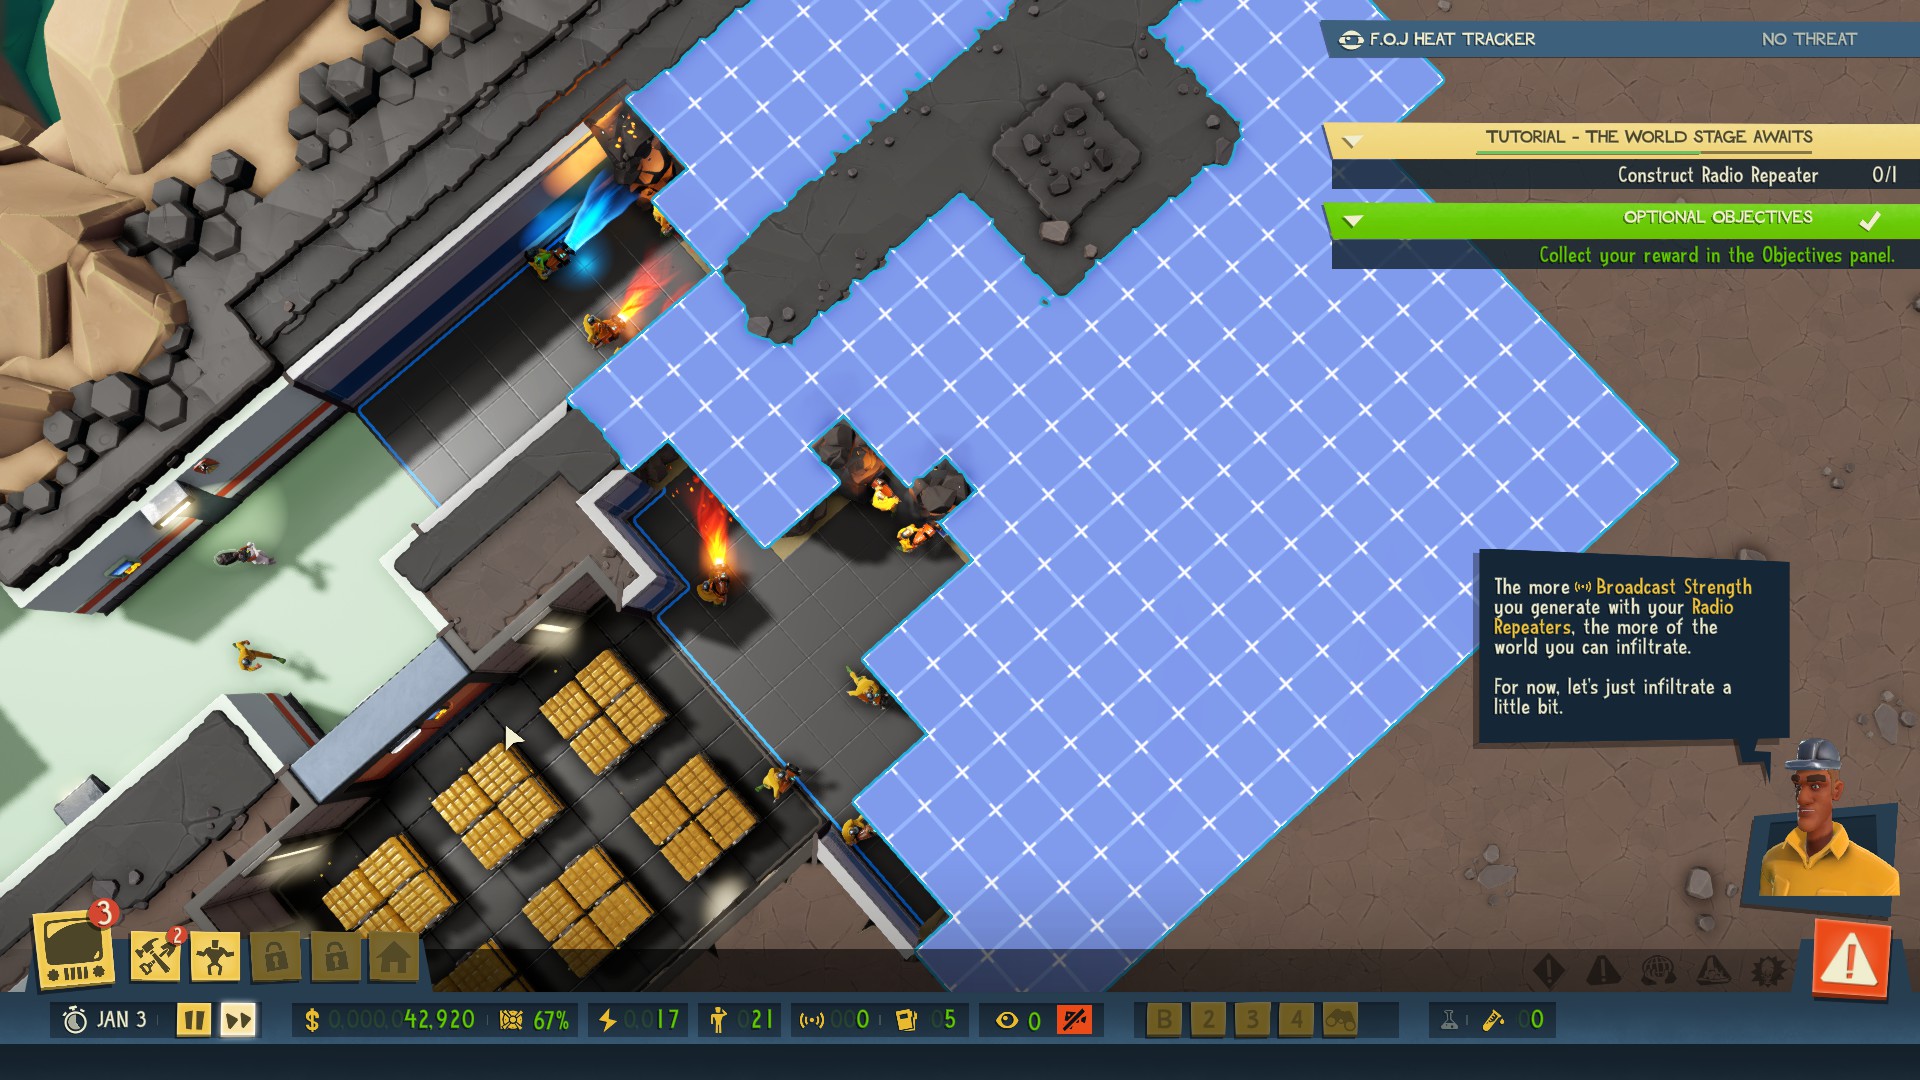 F.O.J HEAT TRACKER NO THREAT
TUTORIAL - THE WORLD STAGE AWAITS
Construct Radio Repeater 0/1
OPTIONAL OBJECTIVES
Collect your reward in the Objectives panel.
The more Broadcast Strength
you generate with your Radio
Repeaters, the more of the
world you can infiltrate.
For now, let's just infiltrate a
little bit.
3
2
JAN 3
$ 0,000,042,920
67%
0,017
021
000
05
0
B 2 3 4
00